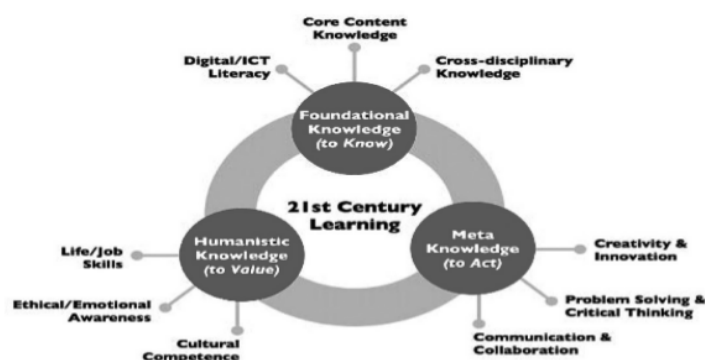 Core Content
Knowledge
Digital/ICT
Literacy
Cross-disciplinary
Knowledge
Foundational
Knowledge
(to Know)
21st Century
Learning
Humanistic
Knowledge
(to Value)
Meta
Knowledge
(to Act)
Life/Job
Skills
Ethical/Emotional
Awareness
Cultural
Competence
Creativity &
Innovation
Problem Solving &
Critical Thinking
Communication &
Collaboration